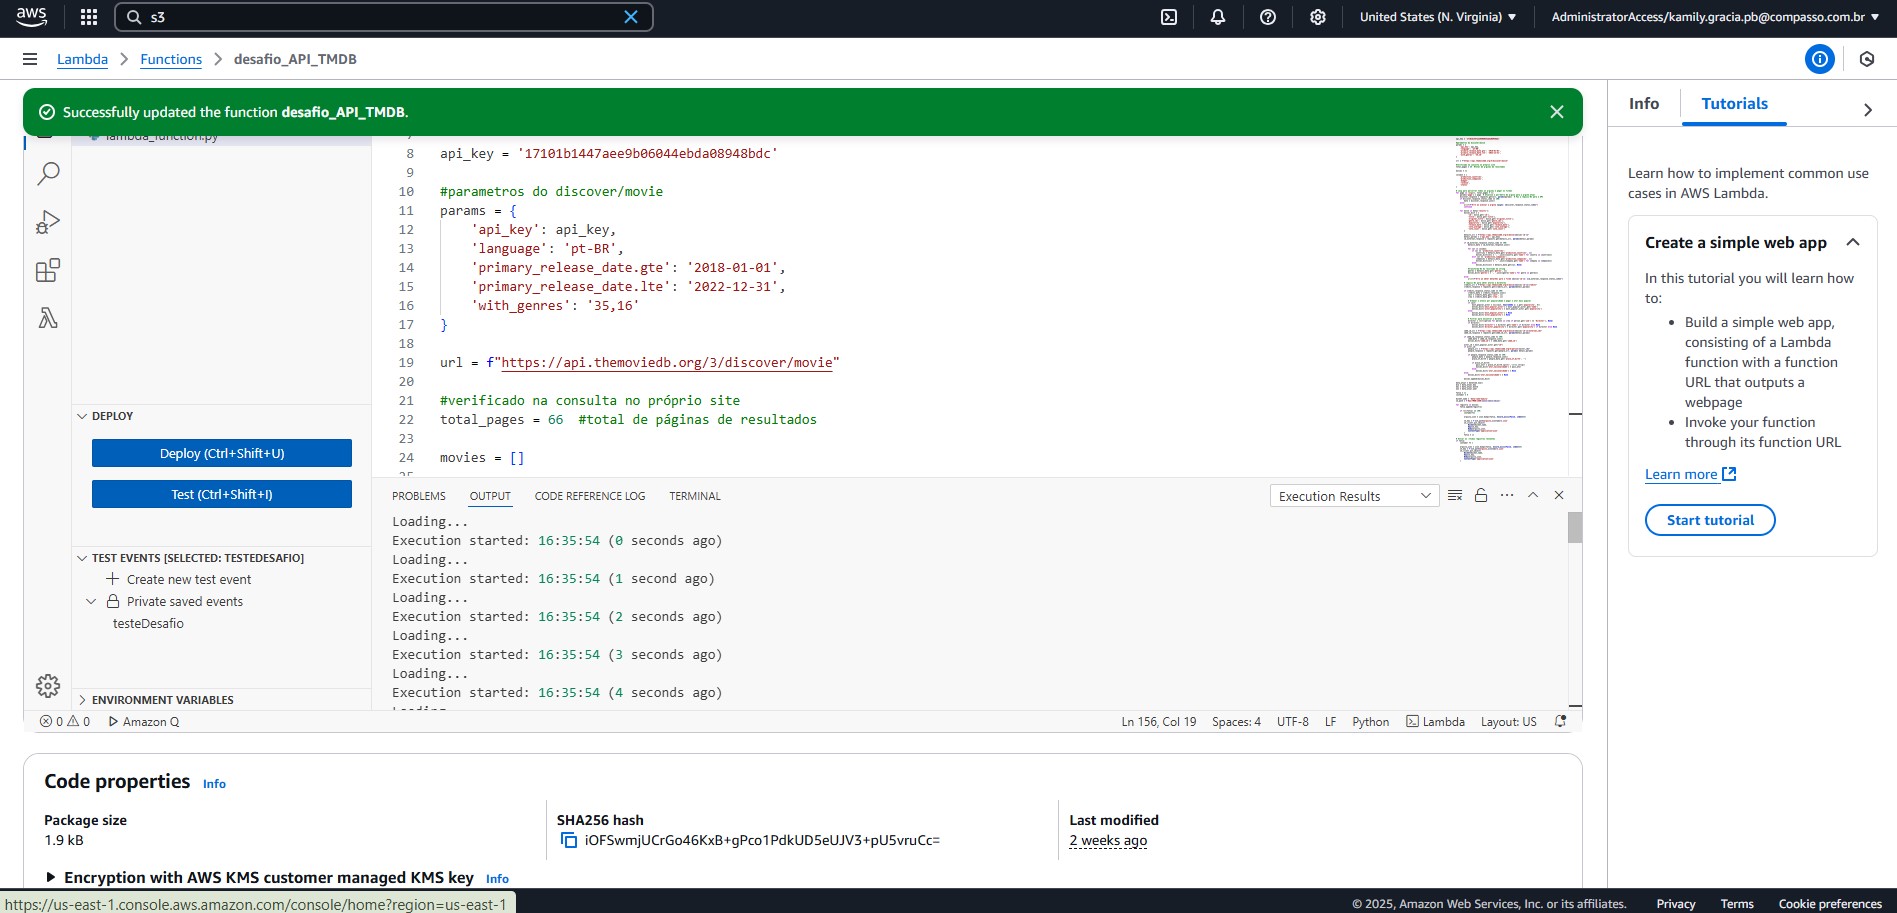 aws
s3
United States (N. Virginia)
AdministratorAccess/kamily.gracia.pb@compasso.com.br
Lambda
Functions
desafio_API_TMDB
Successfully updated the function desafio_API_TMDB.
lambda_function.py
8 api_key = '17101b1447aee9b06044ebda08948bdc'
9
10 #parametros do discover/movie
11 params = {
12 'api_key': api_key,
13 'language': 'pt-BR',
14 'primary_release_date.gte': '2018-01-01',
15 'primary_release_date.lte': '2022-12-31',
16 'with_genres': '35,16'
17 }
18
19 url = f"https://api.themoviedb.org/3/discover/movie"
20
21 #verificado na consulta no próprio site
22 total_pages = 66 #total de páginas de resultados
23
24 movies = []
DEPLOY
Deploy (Ctrl+Shift+U)
Test (Ctrl+Shift+I)
TEST EVENTS [SELECTED: TESTEDESAFIO]
Create new test event
Private saved events
testeDesafio
ENVIRONMENT VARIABLES
PROBLEMS
OUTPUT
CODE REFERENCE LOG
TERMINAL
Execution Results
Loading...
Execution started: 16:35:54 (0 seconds ago)
Loading...
Execution started: 16:35:54 (1 second ago)
Loading...
Execution started: 16:35:54 (2 seconds ago)
Loading...
Execution started: 16:35:54 (3 seconds ago)
Loading...
Execution started: 16:35:54 (4 seconds ago)
Loading...
0 0 Amazon Q
Ln 156, Col 19 Spaces: 4 UTF-8 LF Python Lambda Layout: US
Code properties Info
Package size
1.9 kB
SHA256 hash
iOFSwmjUCrGo46KxB+gPco1PdkUD5eUJV3+pU5vruCc=
Last modified
2 weeks ago
Encryption with AWS KMS customer managed KMS key Info
Info
Tutorials
Learn how to implement common use
cases in AWS Lambda.
Create a simple web app
In this tutorial you will learn how
to:
• Build a simple web app,
consisting of a Lambda
function with a function
URL that outputs a
webpage
• Invoke your function
through its function URL
Learn more
Start tutorial
https://us-east-1.console.aws.amazon.com/console/home?region=us-east-1
© 2025, Amazon Web Services, Inc. or its affiliates. Privacy Terms Cookie preferences